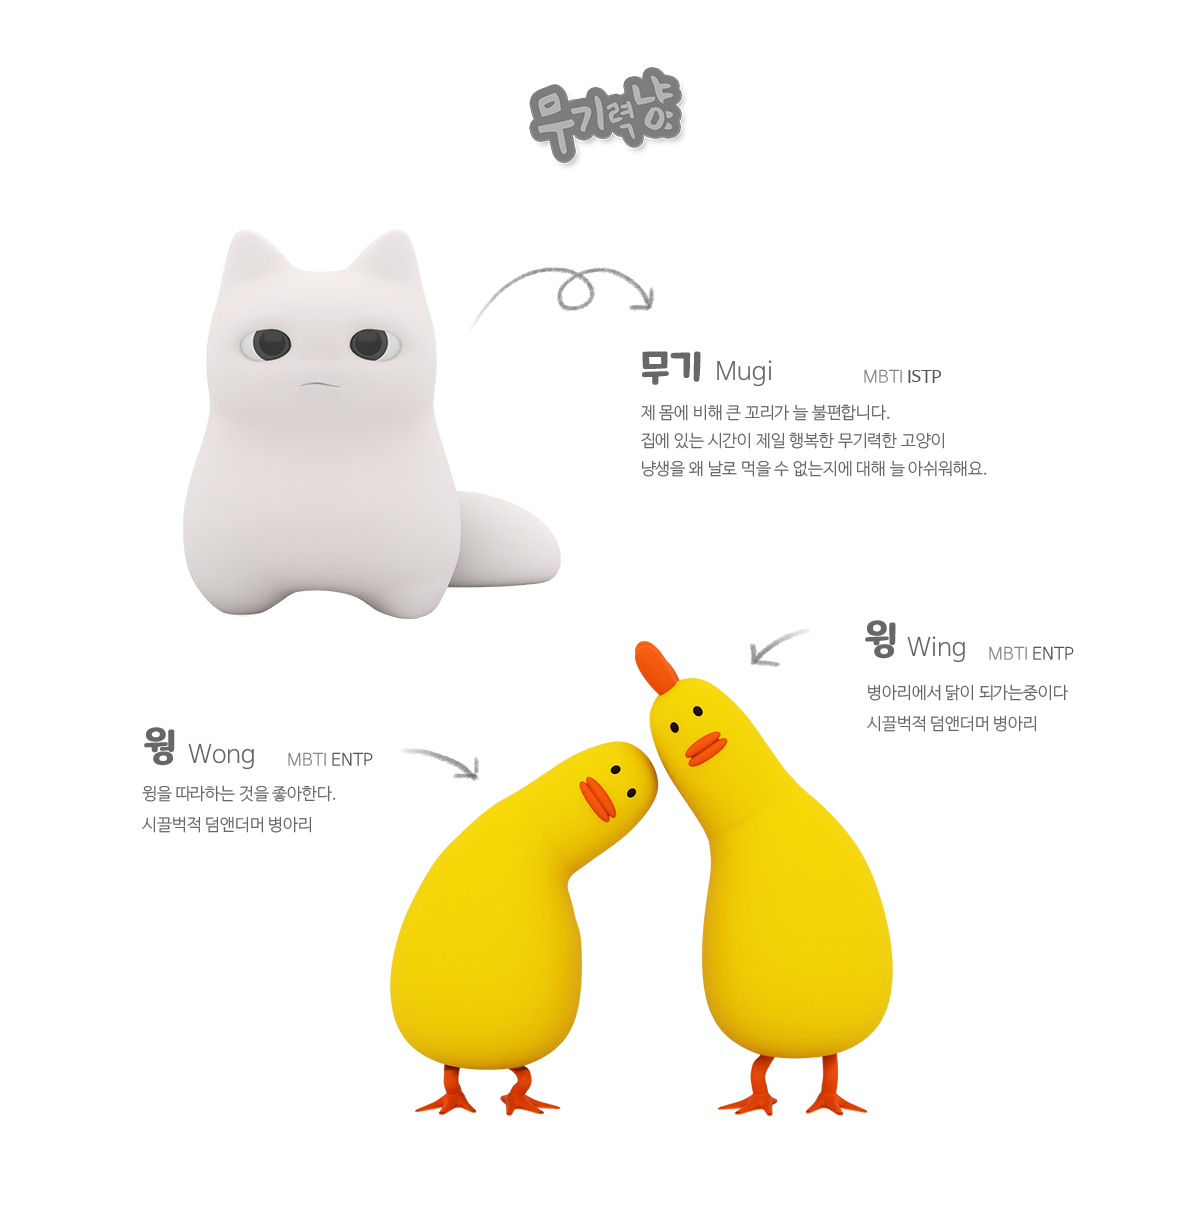 무기력냥
무기 Mugi MBTI ISTP
제 몸에 비해 큰 꼬리가 늘 불편합니다.
집에 있는 시간이 제일 행복한 무기력한 고양이
냥생을 왜 날로 먹을 수 없는지에 대해 늘 아쉬워해요.
윙 Wing MBTI ENTP
병아리에서 닭이 되가는중이다
시끌벅적 덤앤더머 병아리
웡 Wong MBTI ENTP
윙을 따라하는 것을 좋아한다.
시끌벅적 덤앤더머 병아리